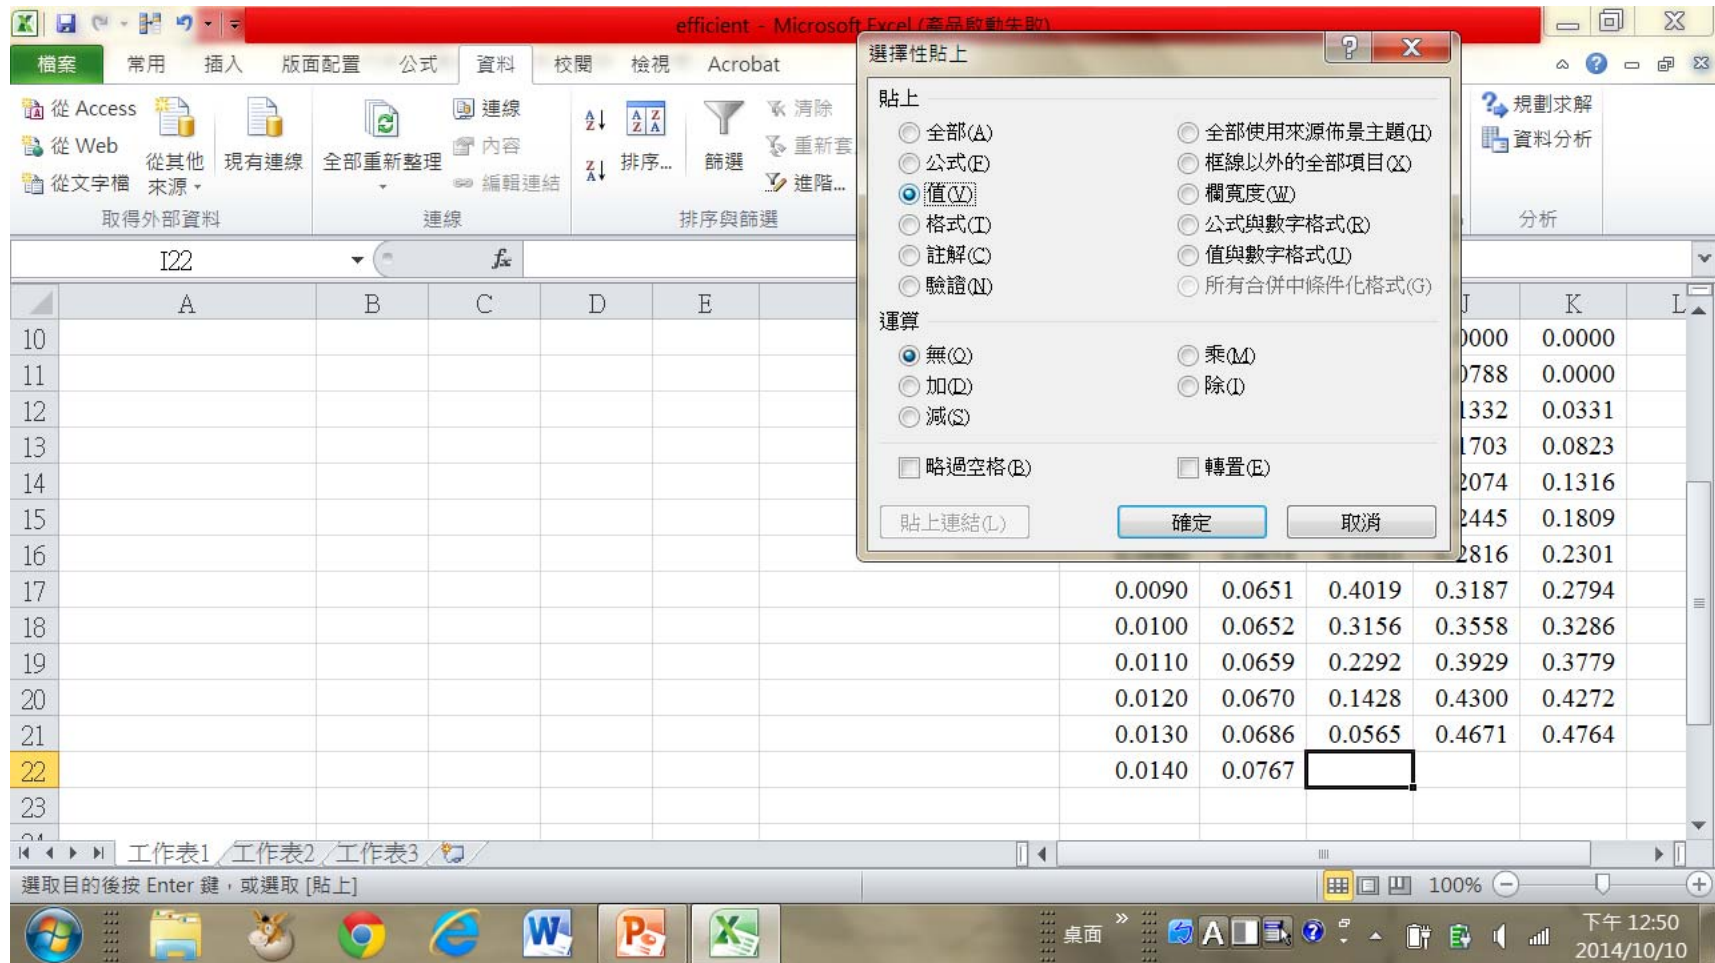 efficient - Microsoft Excel (產品啟動失敗)
檔案 常用 插入 版面配置 公式 資料 校閱 檢視 Acrobat
從 Access
從 Web
從文字檔
從其他來源
現有連線
取得外部資料
全部重新整理
連線
內容
編輯連結
連線
排序...
篩選
清除
重新套
進階...
排序與篩選
規劃求解
資料分析
分析
選擇性貼上
貼上
全部(A) 全部使用來源佈景主題(H)
公式(F) 框線以外的全部項目(X)
值(V) 欄寬度(W)
格式(T) 公式與數字格式(R)
註解(C) 值與數字格式(U)
驗證(N) 所有合併中條件化格式(G)
運算
無(O) 乘(M)
加(D) 除(I)
減(S)
略過空格(B) 轉置(E)
貼上連結(L) 確定 取消
I22 fx
A B C D E J K L
10 0000 0.0000
11 0788 0.0000
12 1332 0.0331
13 1703 0.0823
14 2074 0.1316
15 2445 0.1809
16 2816 0.2301
17 0.0090 0.0651 0.4019 0.3187 0.2794
18 0.0100 0.0652 0.3156 0.3558 0.3286
19 0.0110 0.0659 0.2292 0.3929 0.3779
20 0.0120 0.0670 0.1428 0.4300 0.4272
21 0.0130 0.0686 0.0565 0.4671 0.4764
22 0.0140 0.0767
23
工作表1 工作表2 工作表3
選取目的後按 Enter 鍵，或選取 [貼上] 100%
桌面 A 下午 12:50
2014/10/10